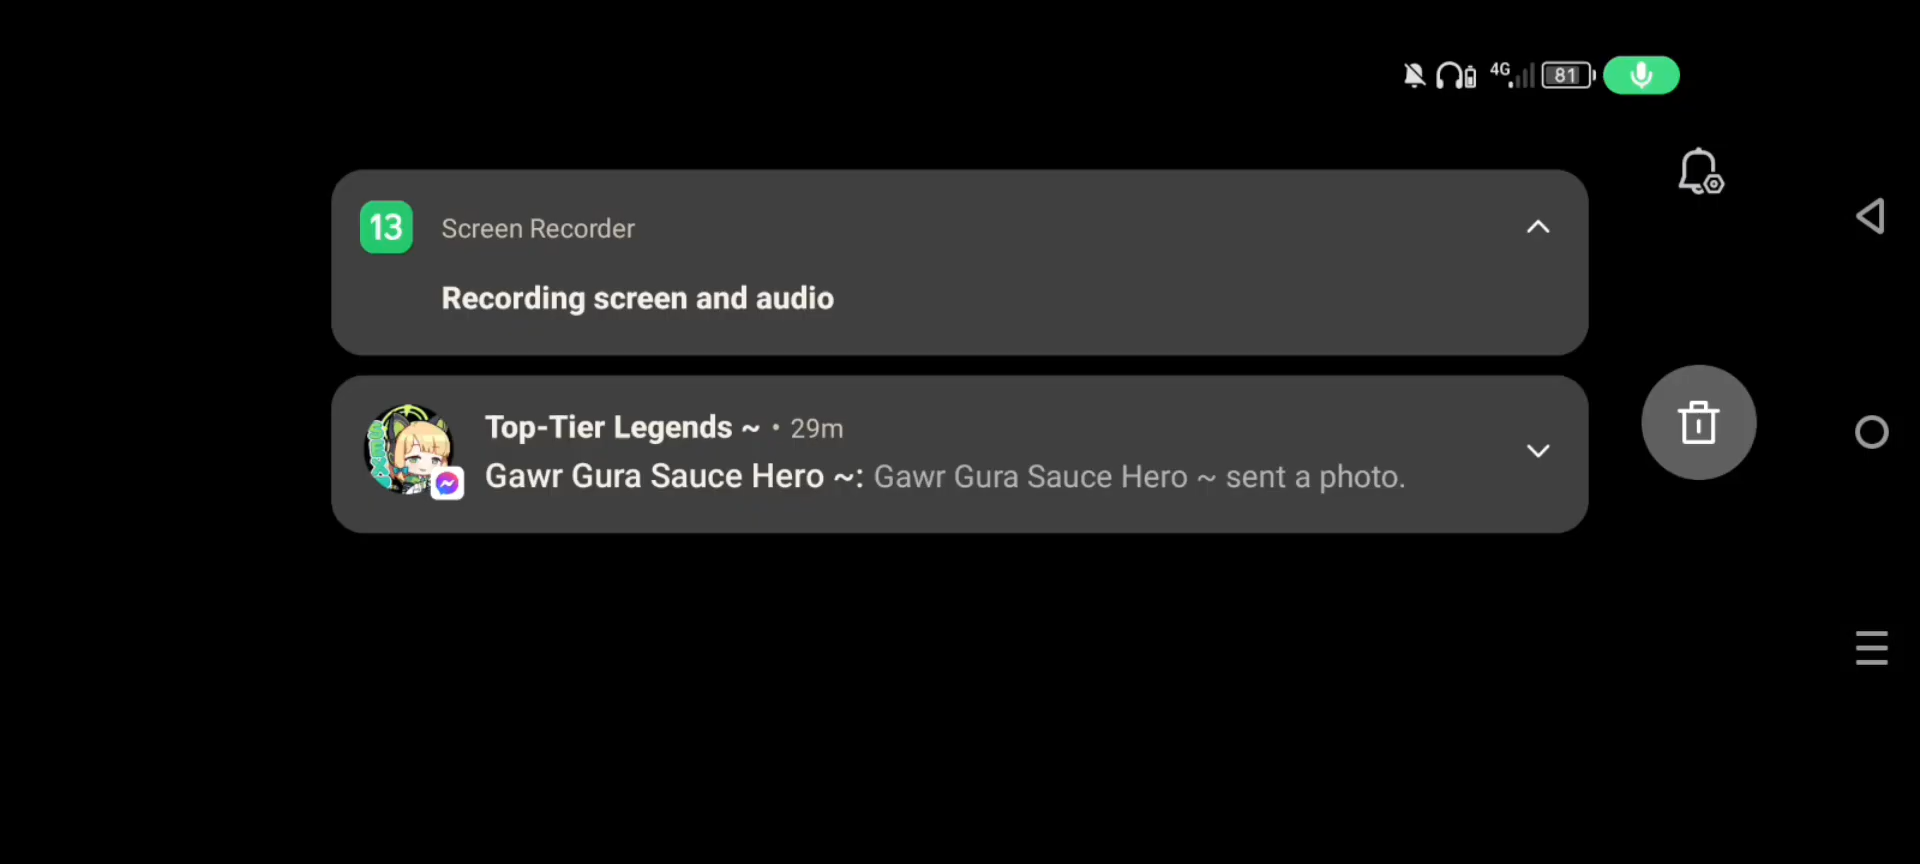 4G 81
13 Screen Recorder
Recording screen and audio
Top-Tier Legends ~ • 29m
Gawr Gura Sauce Hero ~: Gawr Gura Sauce Hero ~ sent a photo.
SEX